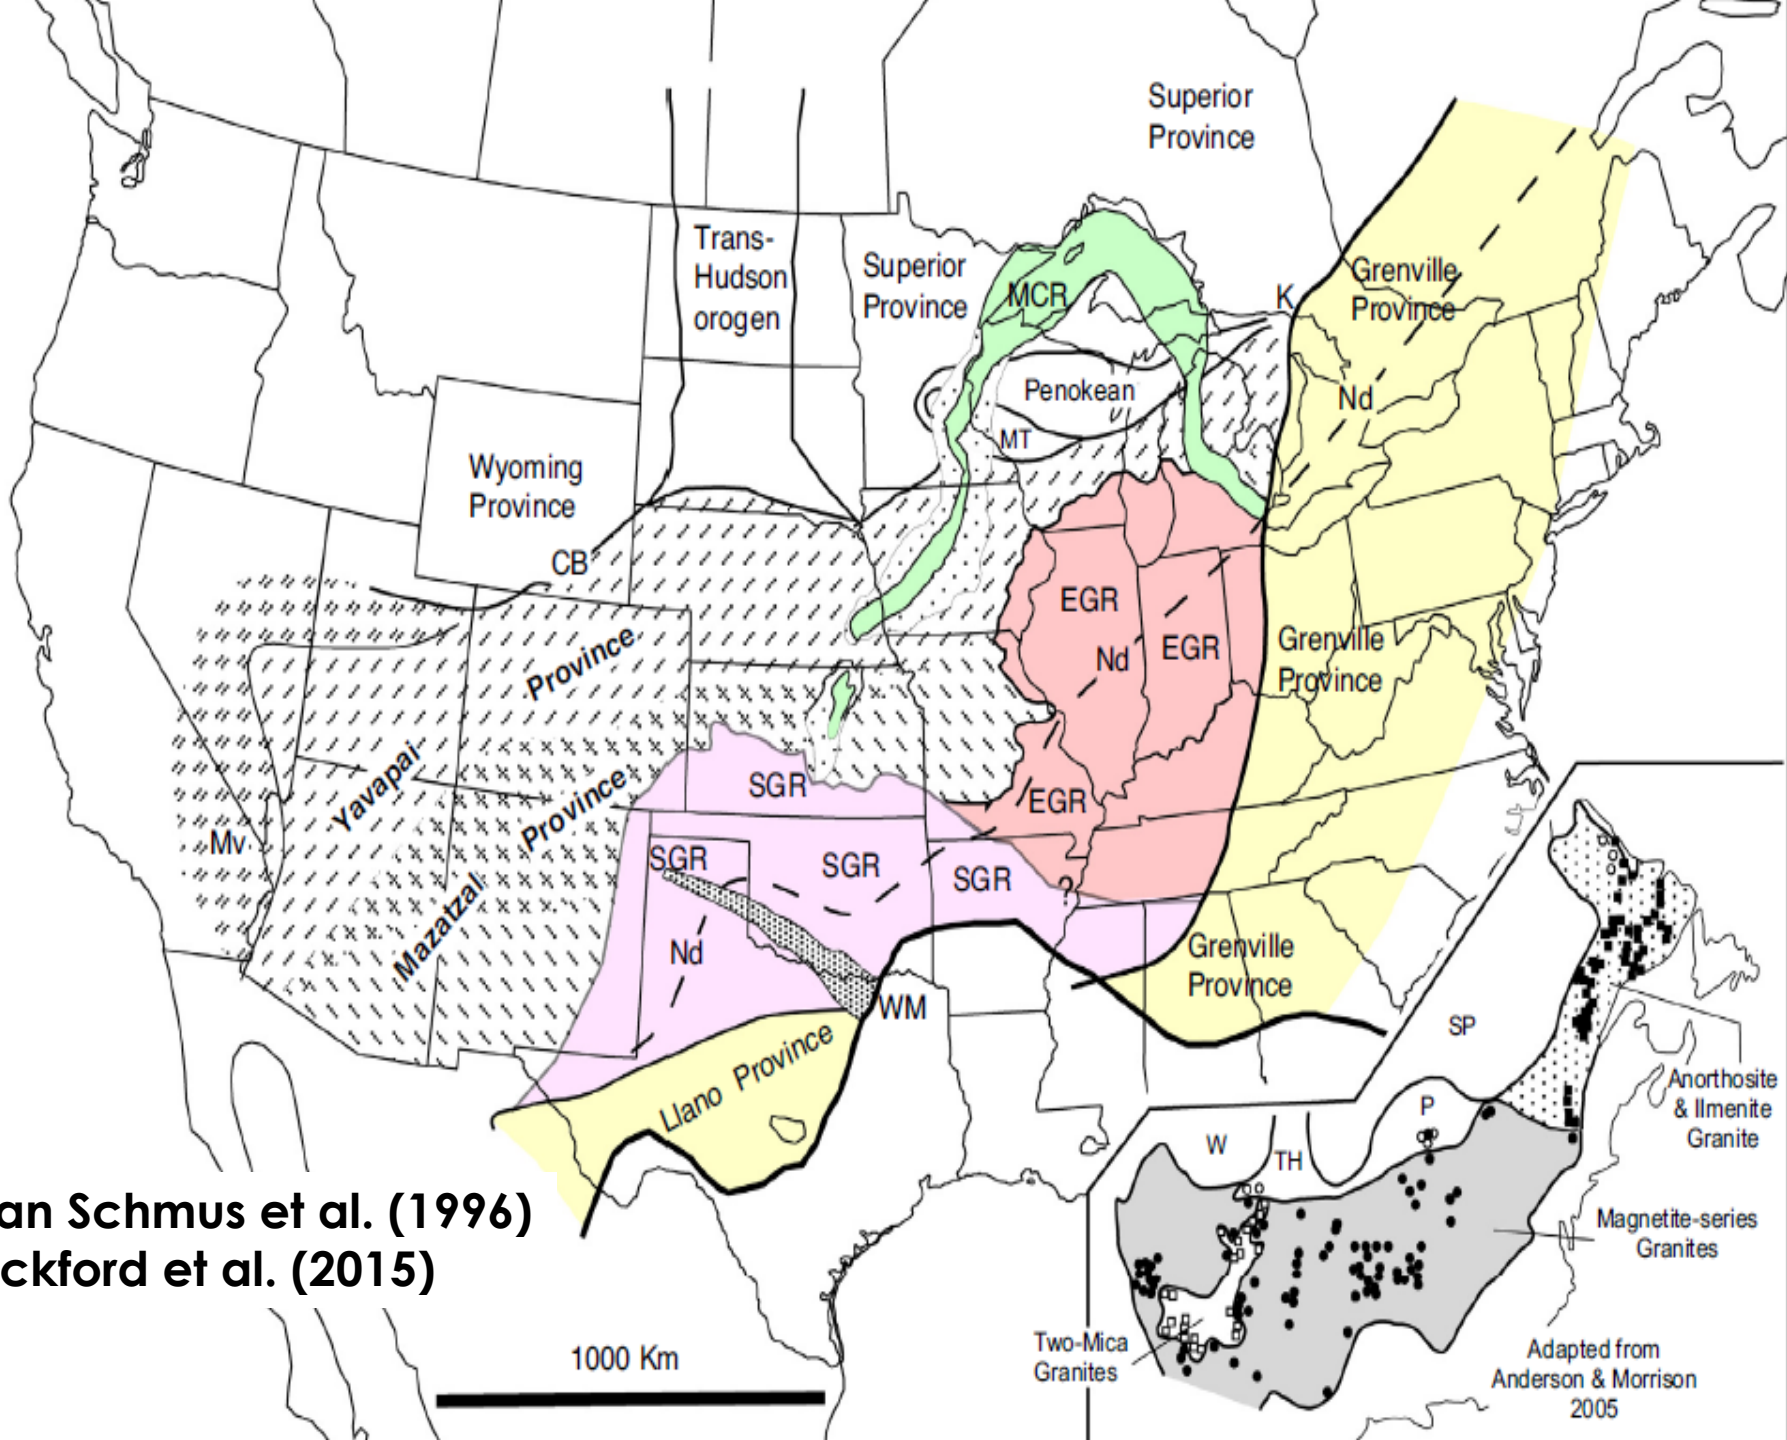 Superior
Province
Trans-
Hudson
orogen
Superior
Province
MCR
K
Grenville
Province
Penokean
Nd
MT
Wyoming
Province
CB
EGR
EGR
Nd
Grenville
Province
Province
Yavapai
SGR
EGR
Province
Mv
SGR
SGR
SGR
?
Mazatzal
Nd
Grenville
Province
WM
SP
Llano Province
Anorthosite
& Ilmenite
Granite
P
W
TH
an Schmus et al. (1996)
ckford et al. (2015)
Magnetite-series
Granites
Two-Mica
Granites
1000 Km
Adapted from
Anderson & Morrison
2005